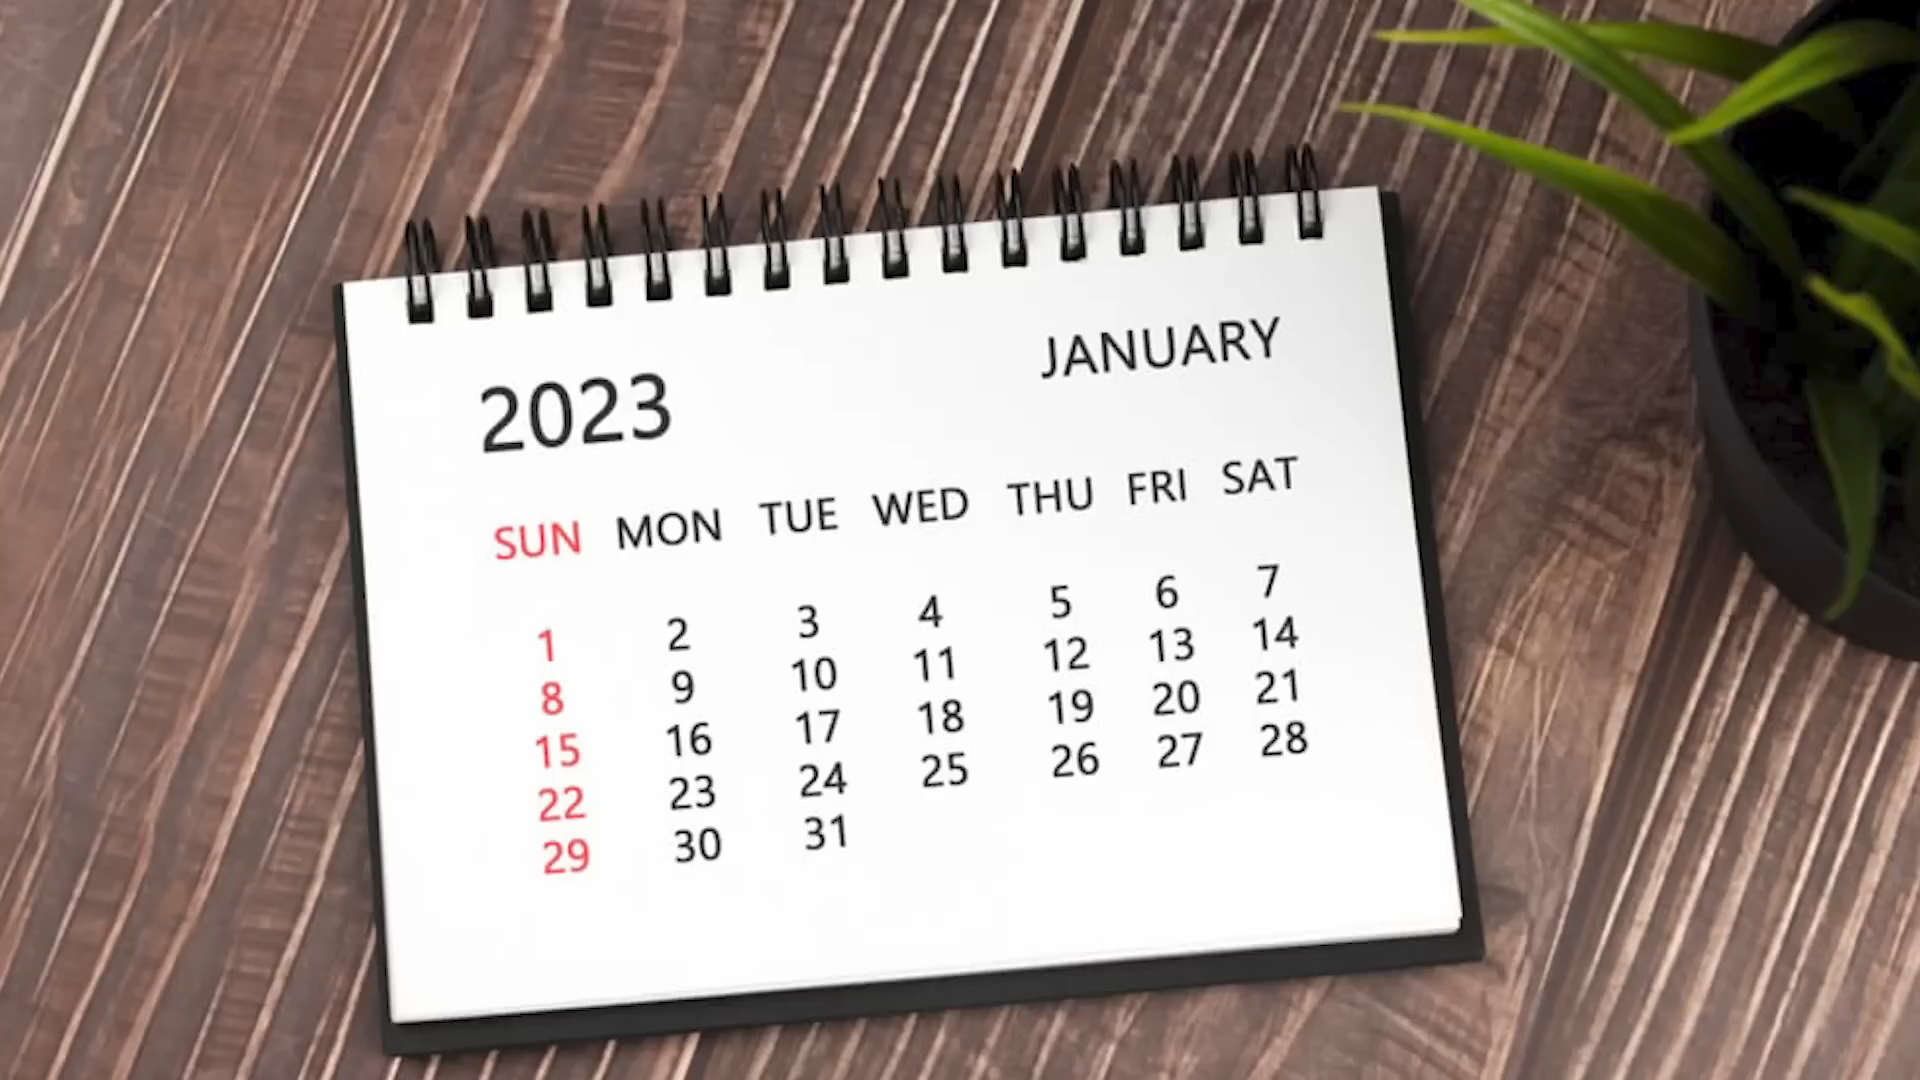 JANUARY
2023
SUN MON TUE WED THU FRI SAT
1 2 3 4 5 6 7
8 9 10 11 12 13 14
15 16 17 18 19 20 21
22 23 24 25 26 27 28
29 30 31